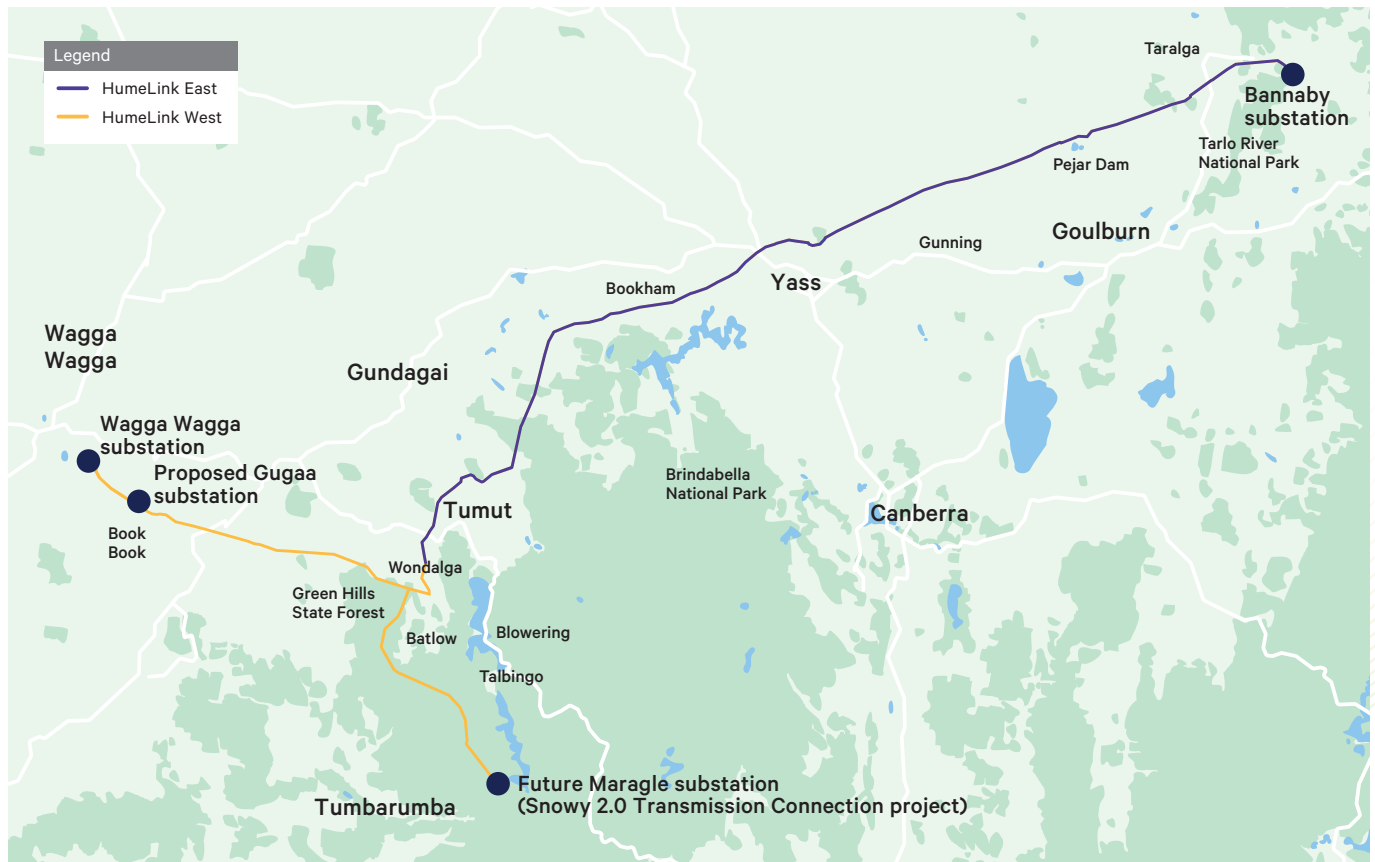 Legend
HumeLink East
HumeLink West
Taralga
Bannaby
substation
Tarlo River
National Park
Pejar Dam
Goulburn
Gunning
Yass
Bookham
Wagga
Wagga
Gundagai
Wagga Wagga
substation
Proposed Gugaa
substation
Brindabella
National Park
Tumut
Canberra
Book
Book
Wondalga
Green Hills
State Forest
Batlow
Blowering
Talbingo
Future Maragle substation
(Snowy 2.0 Transmission Connection project)
Tumbarumba